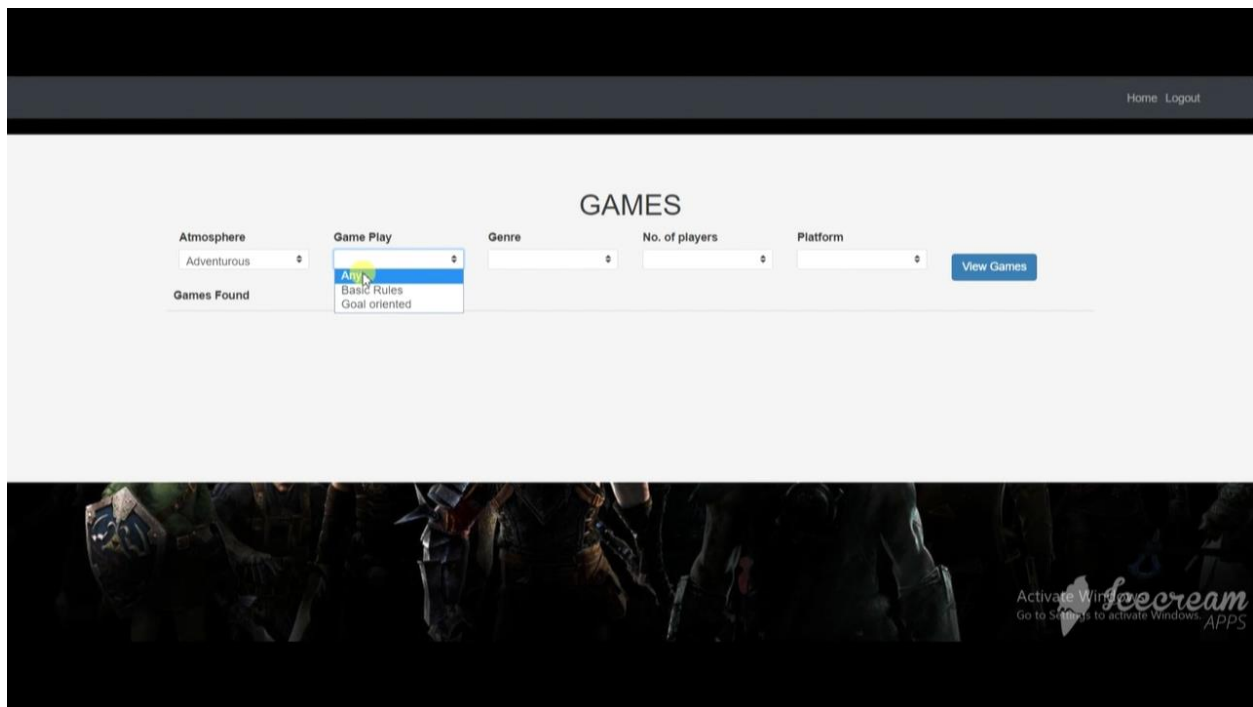 Home Logout
GAMES
Atmosphere Game Play Genre No. of players Platform
Adventurous
View Games
Any
Basic Rules
Goal oriented
Games Found
Activate Windows
Go to Settings to activate Windows.
Icecream
APPS